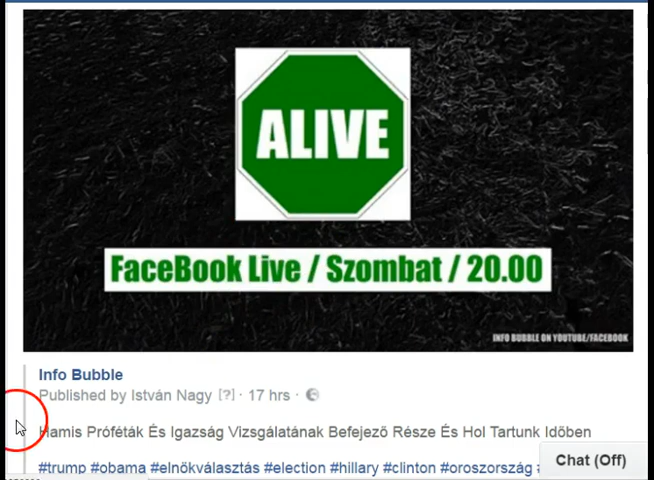 ALIVE
FaceBook Live / Szombat / 20.00
INFO BUBBLE ON YOUTUBE/FACEBOOK
Info Bubble
Published by István Nagy [?] · 17 hrs ·
Hamis Próféták És Igazság Vizsgálatának Befejező Része És Hol Tartunk Időben
#trump #obama #elnökválasztás #election #hillary #clinton #oroszország #
Chat (Off)